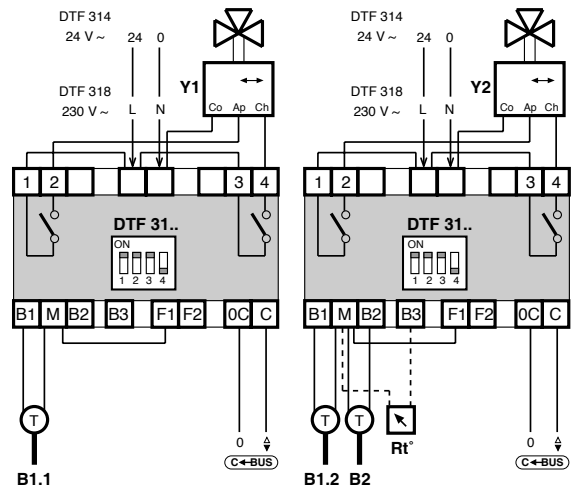 DTF 314
24 V ~
24 0
Y1
DTF 318
230 V ~
L N
Co Ap Ch
1 2 3 4
DTF 31..
ON
1 2 3 4
B1 M B2 B3 F1 F2 0C C
T
0
C BUS
B1.1
DTF 314
24 V ~
24 0
Y2
DTF 318
230 V ~
L N
Co Ap Ch
1 2 3 4
DTF 31..
ON
1 2 3 4
B1 M B2 B3 F1 F2 0C C
T T
Rt°
0
C BUS
B1.2 B2